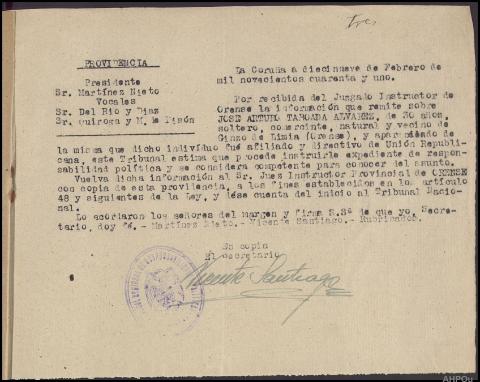 tres
PROVIDENCIA
Presidente
Sr. Martínez Nieto
Vocales
Sr. Del Rio y Diaz
Sr. Quiroga y M. de Pisón
La Coruña a diecinueve de Febrero de
mil novecientos cuarenta y uno.
Por recibida del Juzgado Instructor de
Orense la información que remite sobre
JOSE ARTURO TABOADA ALVAREZ, de 30 años,
soltero, comerciante, natural y vecino de
Ginzo de Limia (Orense), y apareciendo de
la misma que dicho individuo fué afiliado y directivo de Unión Republi-
cana, este Tribunal estima que procede instruirle expediente de respon-
sabilidad política y se considera competente para conocer del asunto.
Vuelva dicha información al Sr. Juez Instructor Provincial de ORENSE
con copia de esta providencia, a los fines establecidos en los artículo
48 y siguientes de la Ley, y dése cuenta del inicio al Tribunal Nacio-
nal.
Lo acordaron los señores del margen y firma S.Sª de que yo, Secre-
tario, doy fé.- Martínez Nieto.- Vicente Santiago.- Rubricados.
Es copia
El secretario
Vicente Santiago
AHPOu